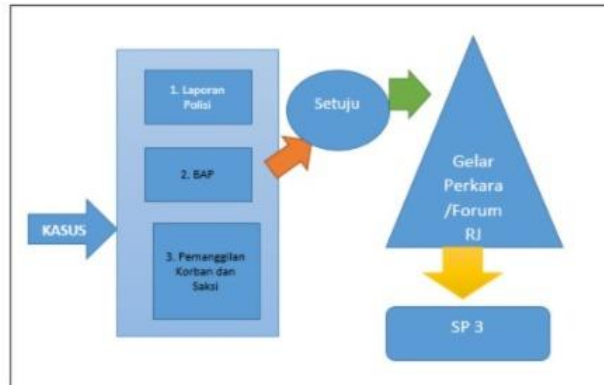 KASUS
1. Laporan
Polisi
2. BAP
3. Pemanggilan
Korban dan
Saksi
Setuju
Gelar
Perkara
/Forum
RJ
SP 3